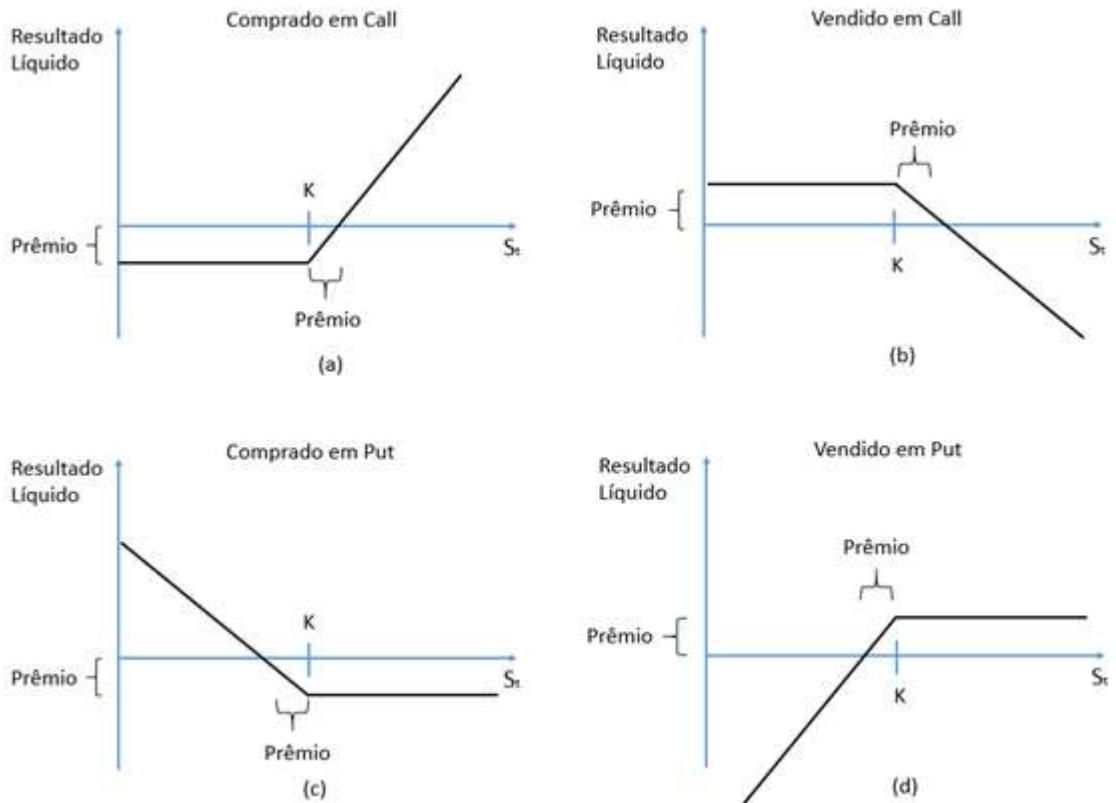 Comprado em Call
Resultado
Líquido
K
Prêmio
Sₜ
Prêmio
(a)
Vendido em Call
Resultado
Líquido
Prêmio
Prêmio
Sₜ
K
(b)
Comprado em Put
Resultado
Líquido
K
Prêmio
Sₜ
Prêmio
(c)
Vendido em Put
Resultado
Líquido
Prêmio
Prêmio
Sₜ
K
(d)